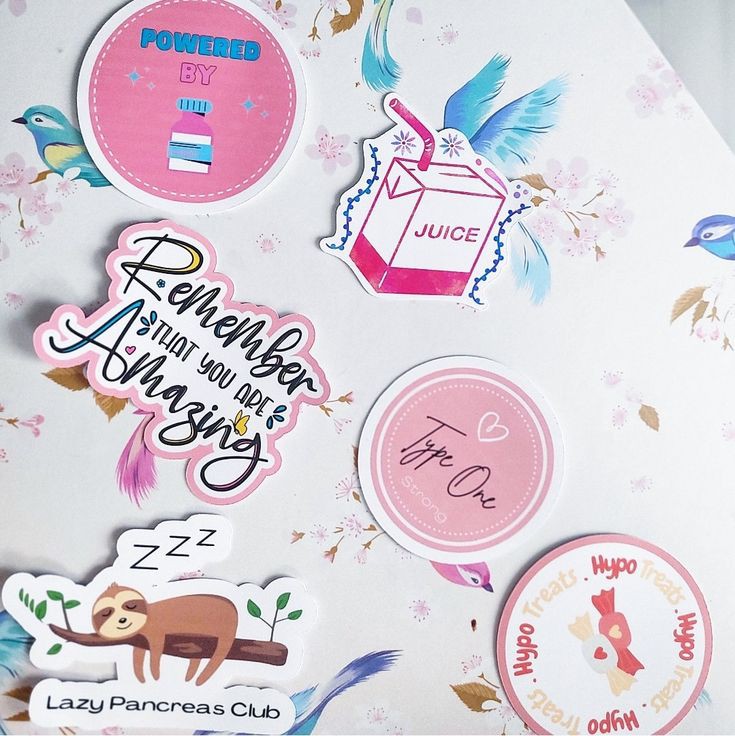 POWERED
BY
JUICE
Remember
THAT YOU ARE
Amazing
Type One
Strong
Z Z Z
Lazy Pancreas Club
Hypo Treats . Hypo Treats . Hypo Treats . Hypo Treats .